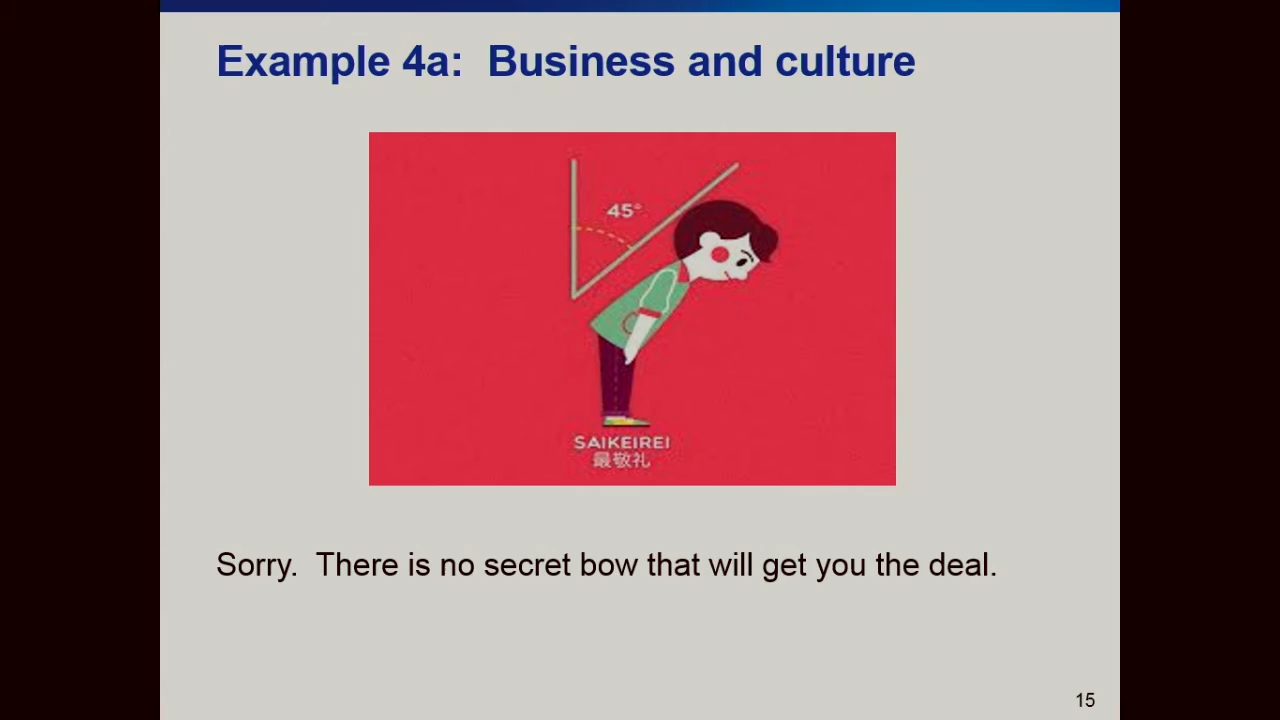 Example 4a:  Business and culture
45°
SAIKEIREI
最敬礼
Sorry.  There is no secret bow that will get you the deal.
15